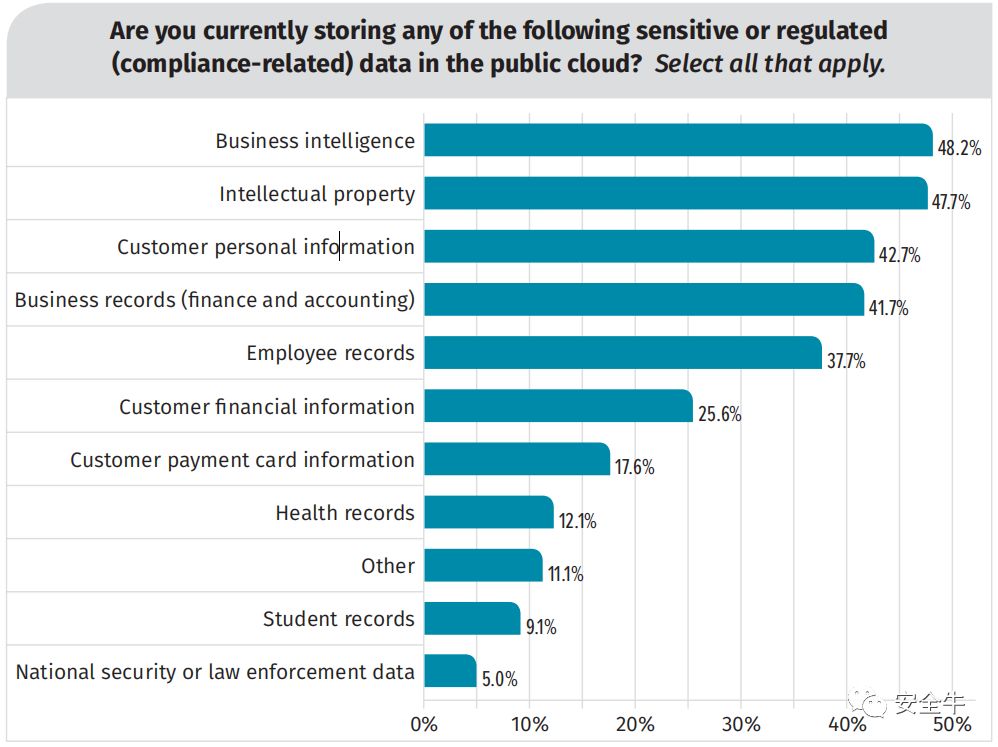 Are you currently storing any of the following sensitive or regulated
(compliance-related) data in the public cloud? Select all that apply.
Business intelligence 48.2%
Intellectual property 47.7%
Customer personal information 42.7%
Business records (finance and accounting) 41.7%
Employee records 37.7%
Customer financial information 25.6%
Customer payment card information 17.6%
Health records 12.1%
Other 11.1%
Student records 9.1%
National security or law enforcement data 5.0%
安全牛
0% 10% 20% 30% 40% 50%